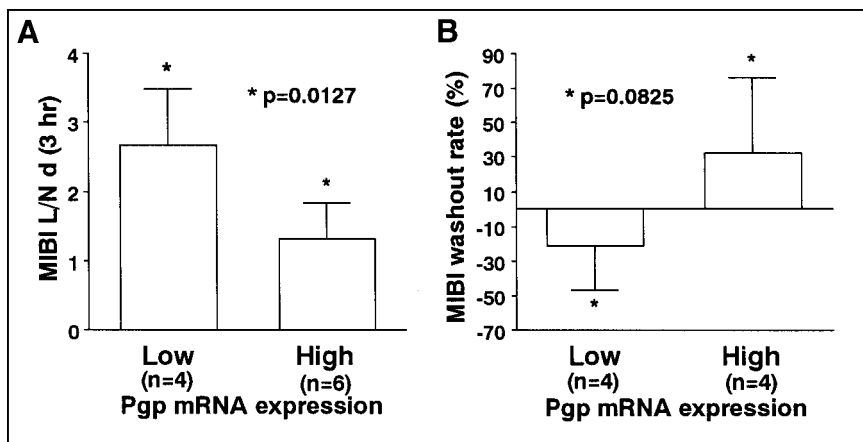 A
MIBI L/N d (3 hr)
4
3
2
1
0
*
* p=0.0127
*
Low
(n=4)
High
(n=6)
Pgp mRNA expression
B
MIBI washout rate (%)
90
70
50
30
10
-10
-30
-50
-70
*
* p=0.0825
*
Low
(n=4)
High
(n=4)
Pgp mRNA expression